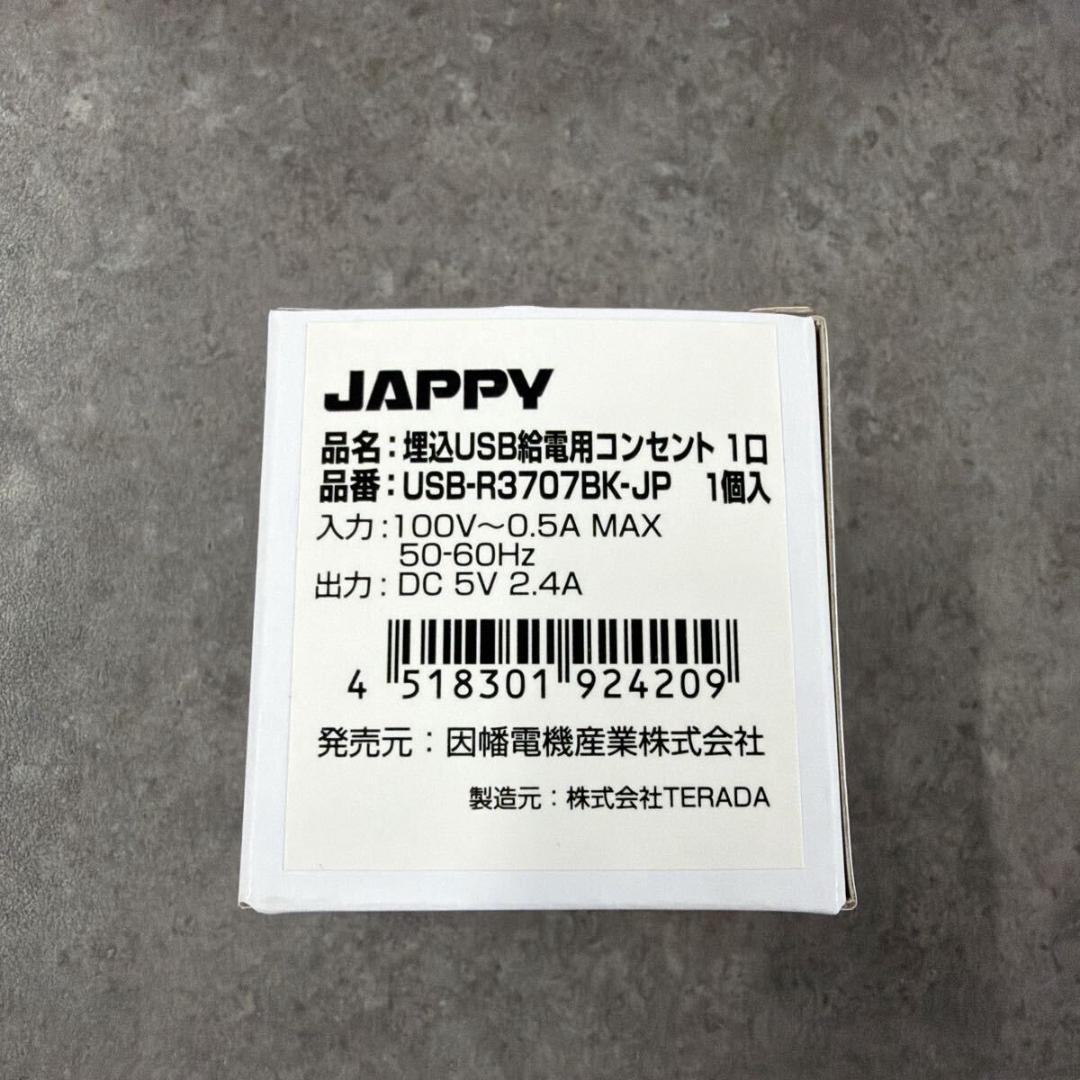 JAPPY
品名：埋込USB給電用コンセント 1口
品番：USB-R3707BK-JP 1個入
入力：100V～0.5A MAX
50-60Hz
出力：DC 5V 2.4A
4 518301 924209
発売元：因幡電機産業株式会社
製造元：株式会社TERADA